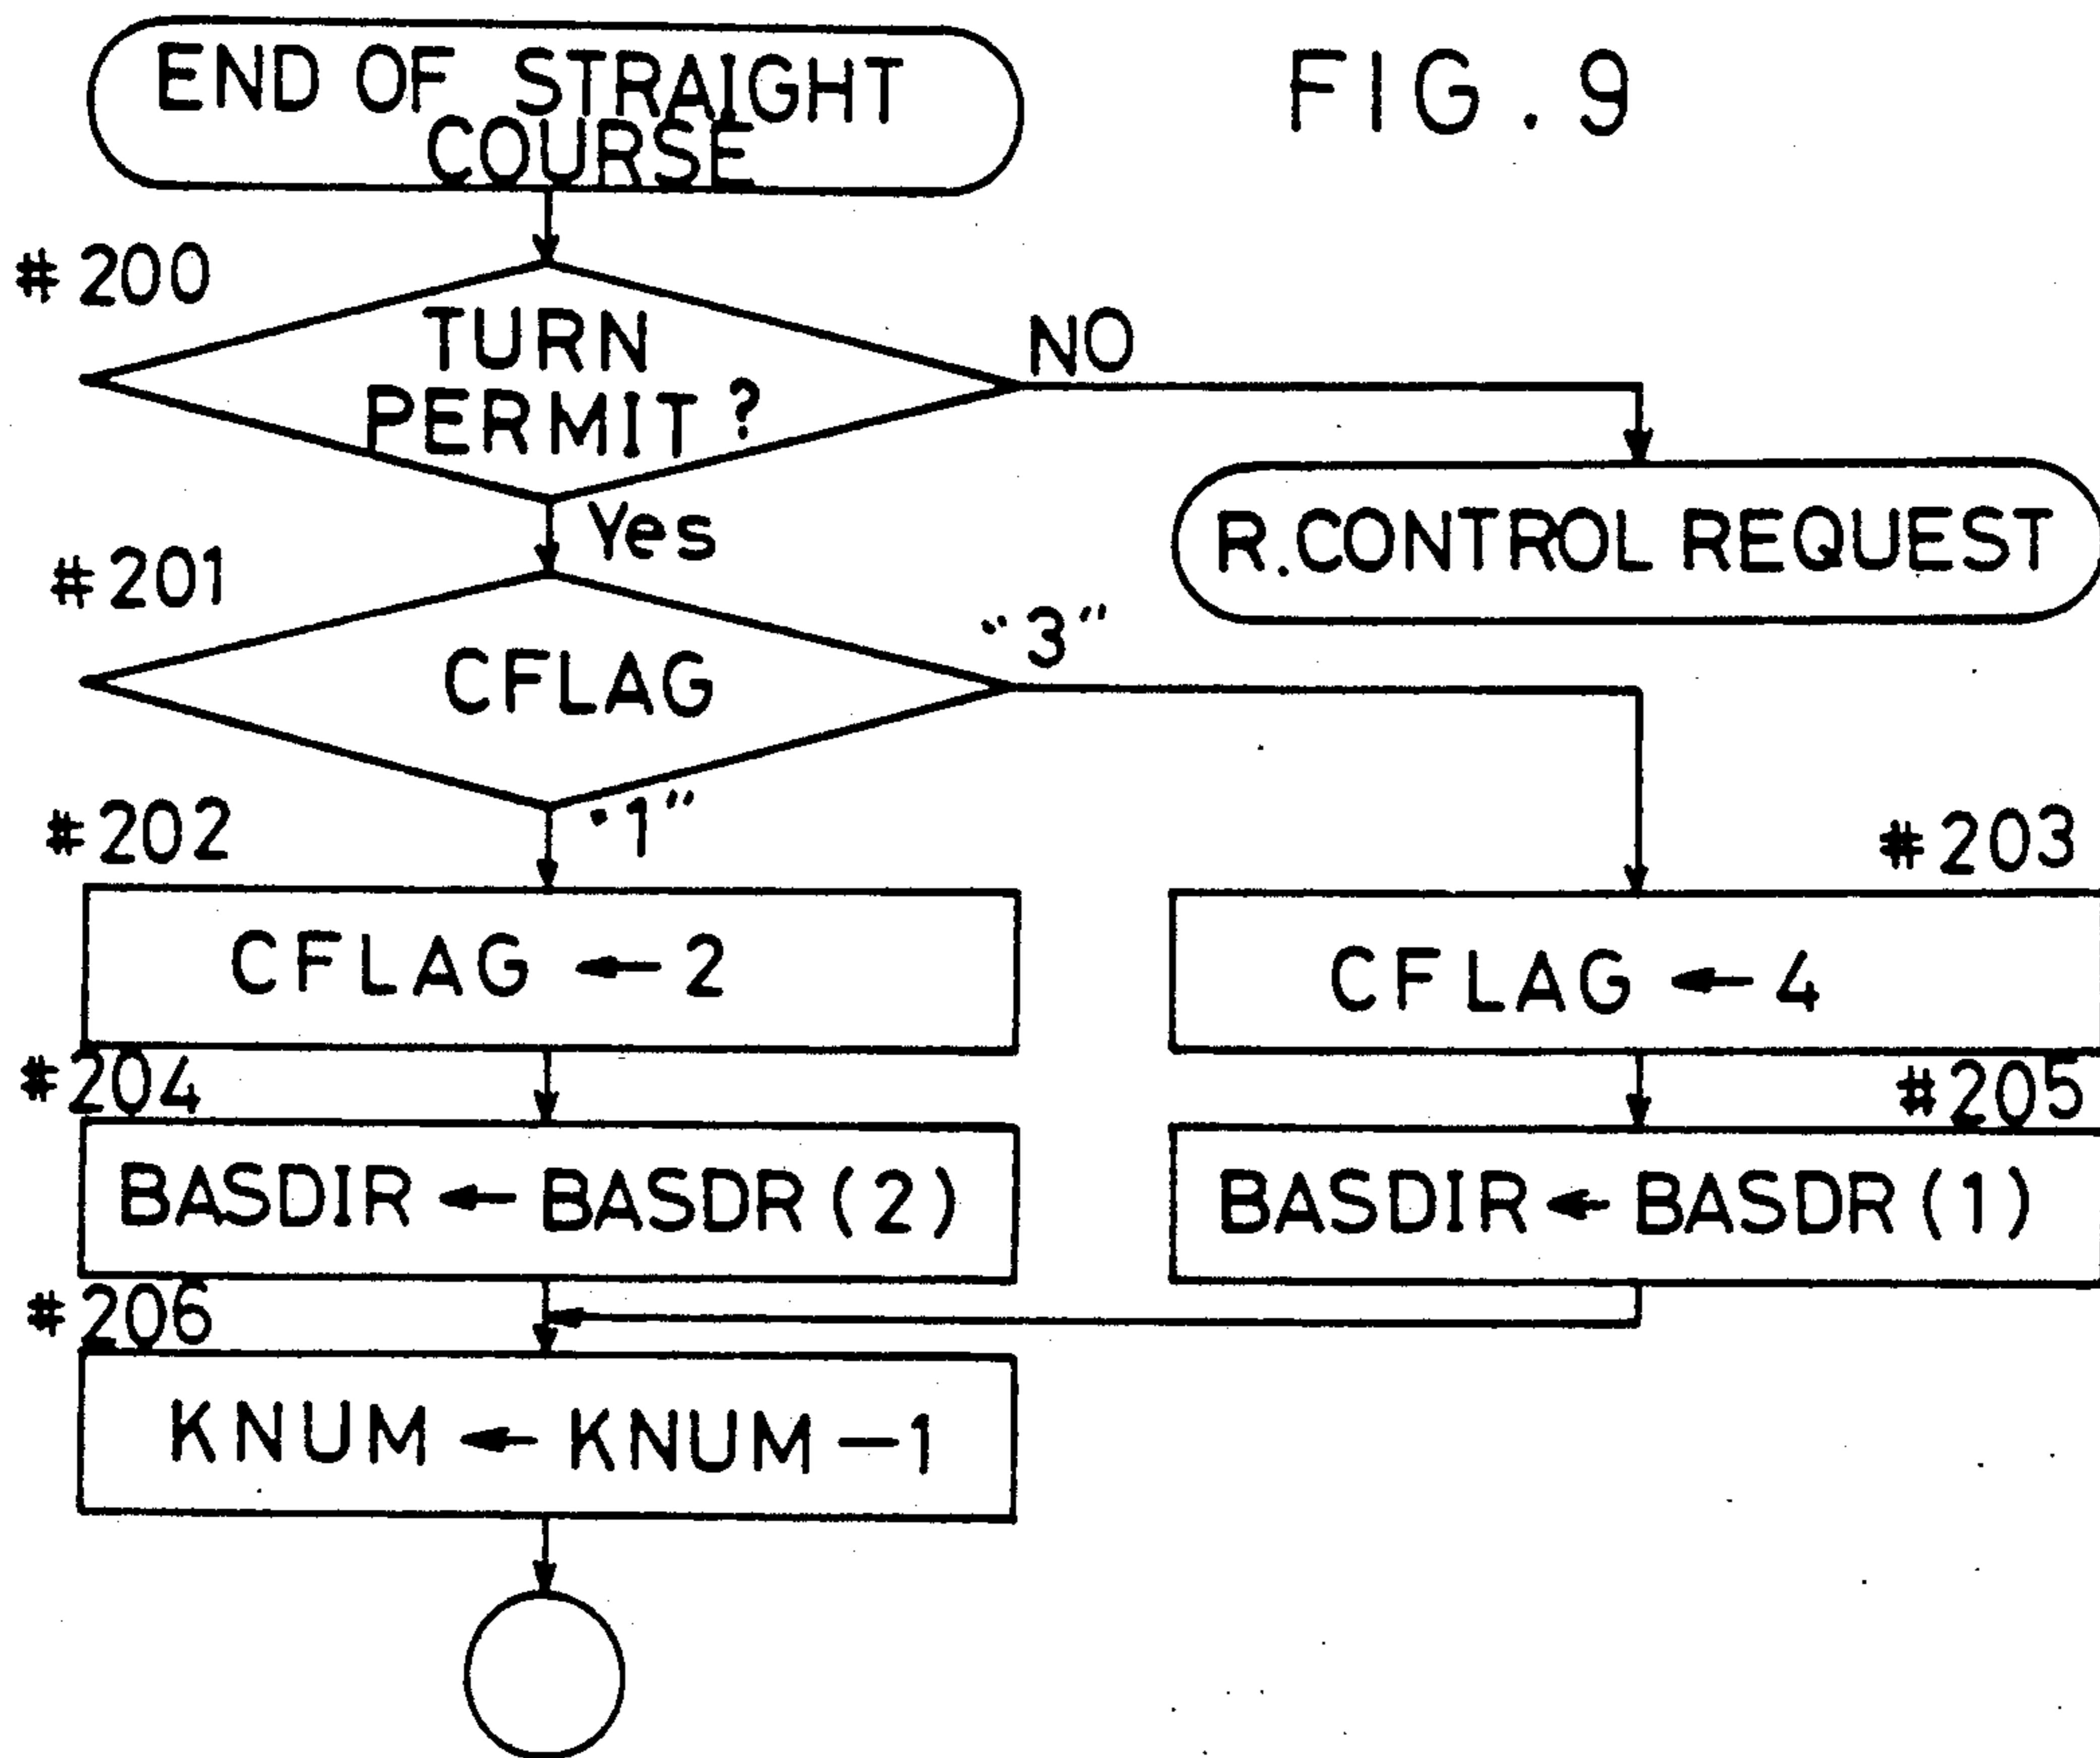 FIG. 9
END OF STRAIGHT
COURSE
#200
TURN
PERMIT?
NO
Yes
R.CONTROL REQUEST
#201
CFLAG
"3"
"1"
#202
CFLAG ← 2
#203
CFLAG ← 4
#204
BASDIR ← BASDR (2)
#205
BASDIR ← BASDR (1)
#206
KNUM ← KNUM -1